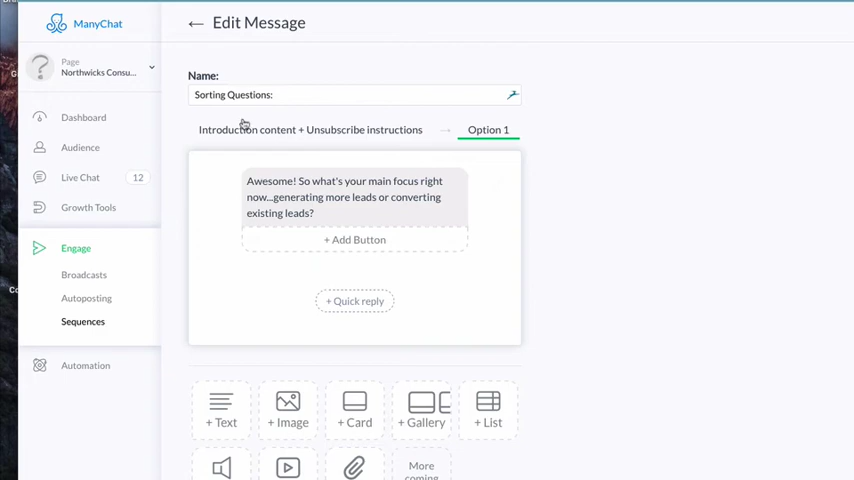 ManyChat
← Edit Message
Page
Northwicks Consu...
Name:
Sorting Questions:
Introduction content + Unsubscribe instructions → Option 1
Dashboard
Audience
Live Chat 12
Growth Tools
Engage
Broadcasts
Autoposting
Sequences
Automation
Awesome! So what's your main focus right
now...generating more leads or converting
existing leads?
+ Add Button
+ Quick reply
+ Text + Image + Card + Gallery + List
More
coming